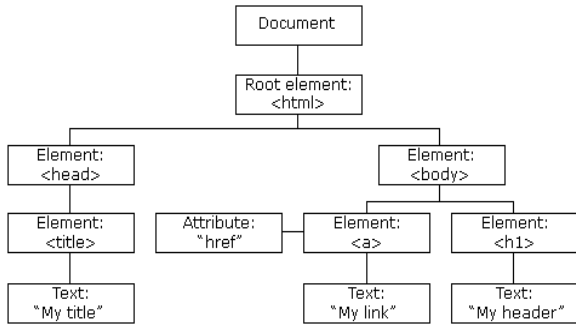 Document
Root element:
<html>
Element:
<head>
Element:
<body>
Element:
<title>
Attribute:
“href”
Element:
<a>
Element:
<h1>
Text:
“My title”
Text:
“My link”
Text:
“My header”